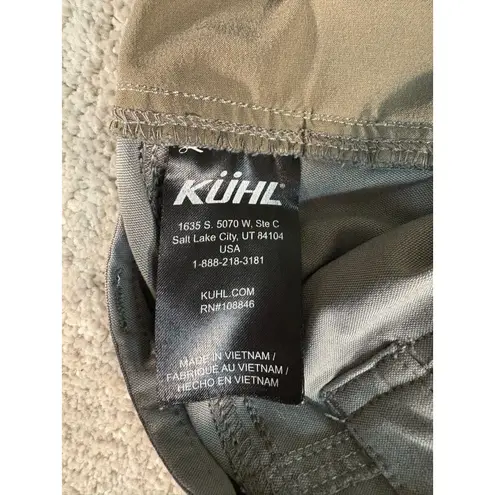 KÜHL®
1635 S. 5070 W, Ste C
Salt Lake City, UT 84104
USA
1-888-218-3181
KUHL.COM
RN#108846
MADE IN VIETNAM /
FABRIQUÉ AU VIETNAM /
HECHO EN VIETNAM